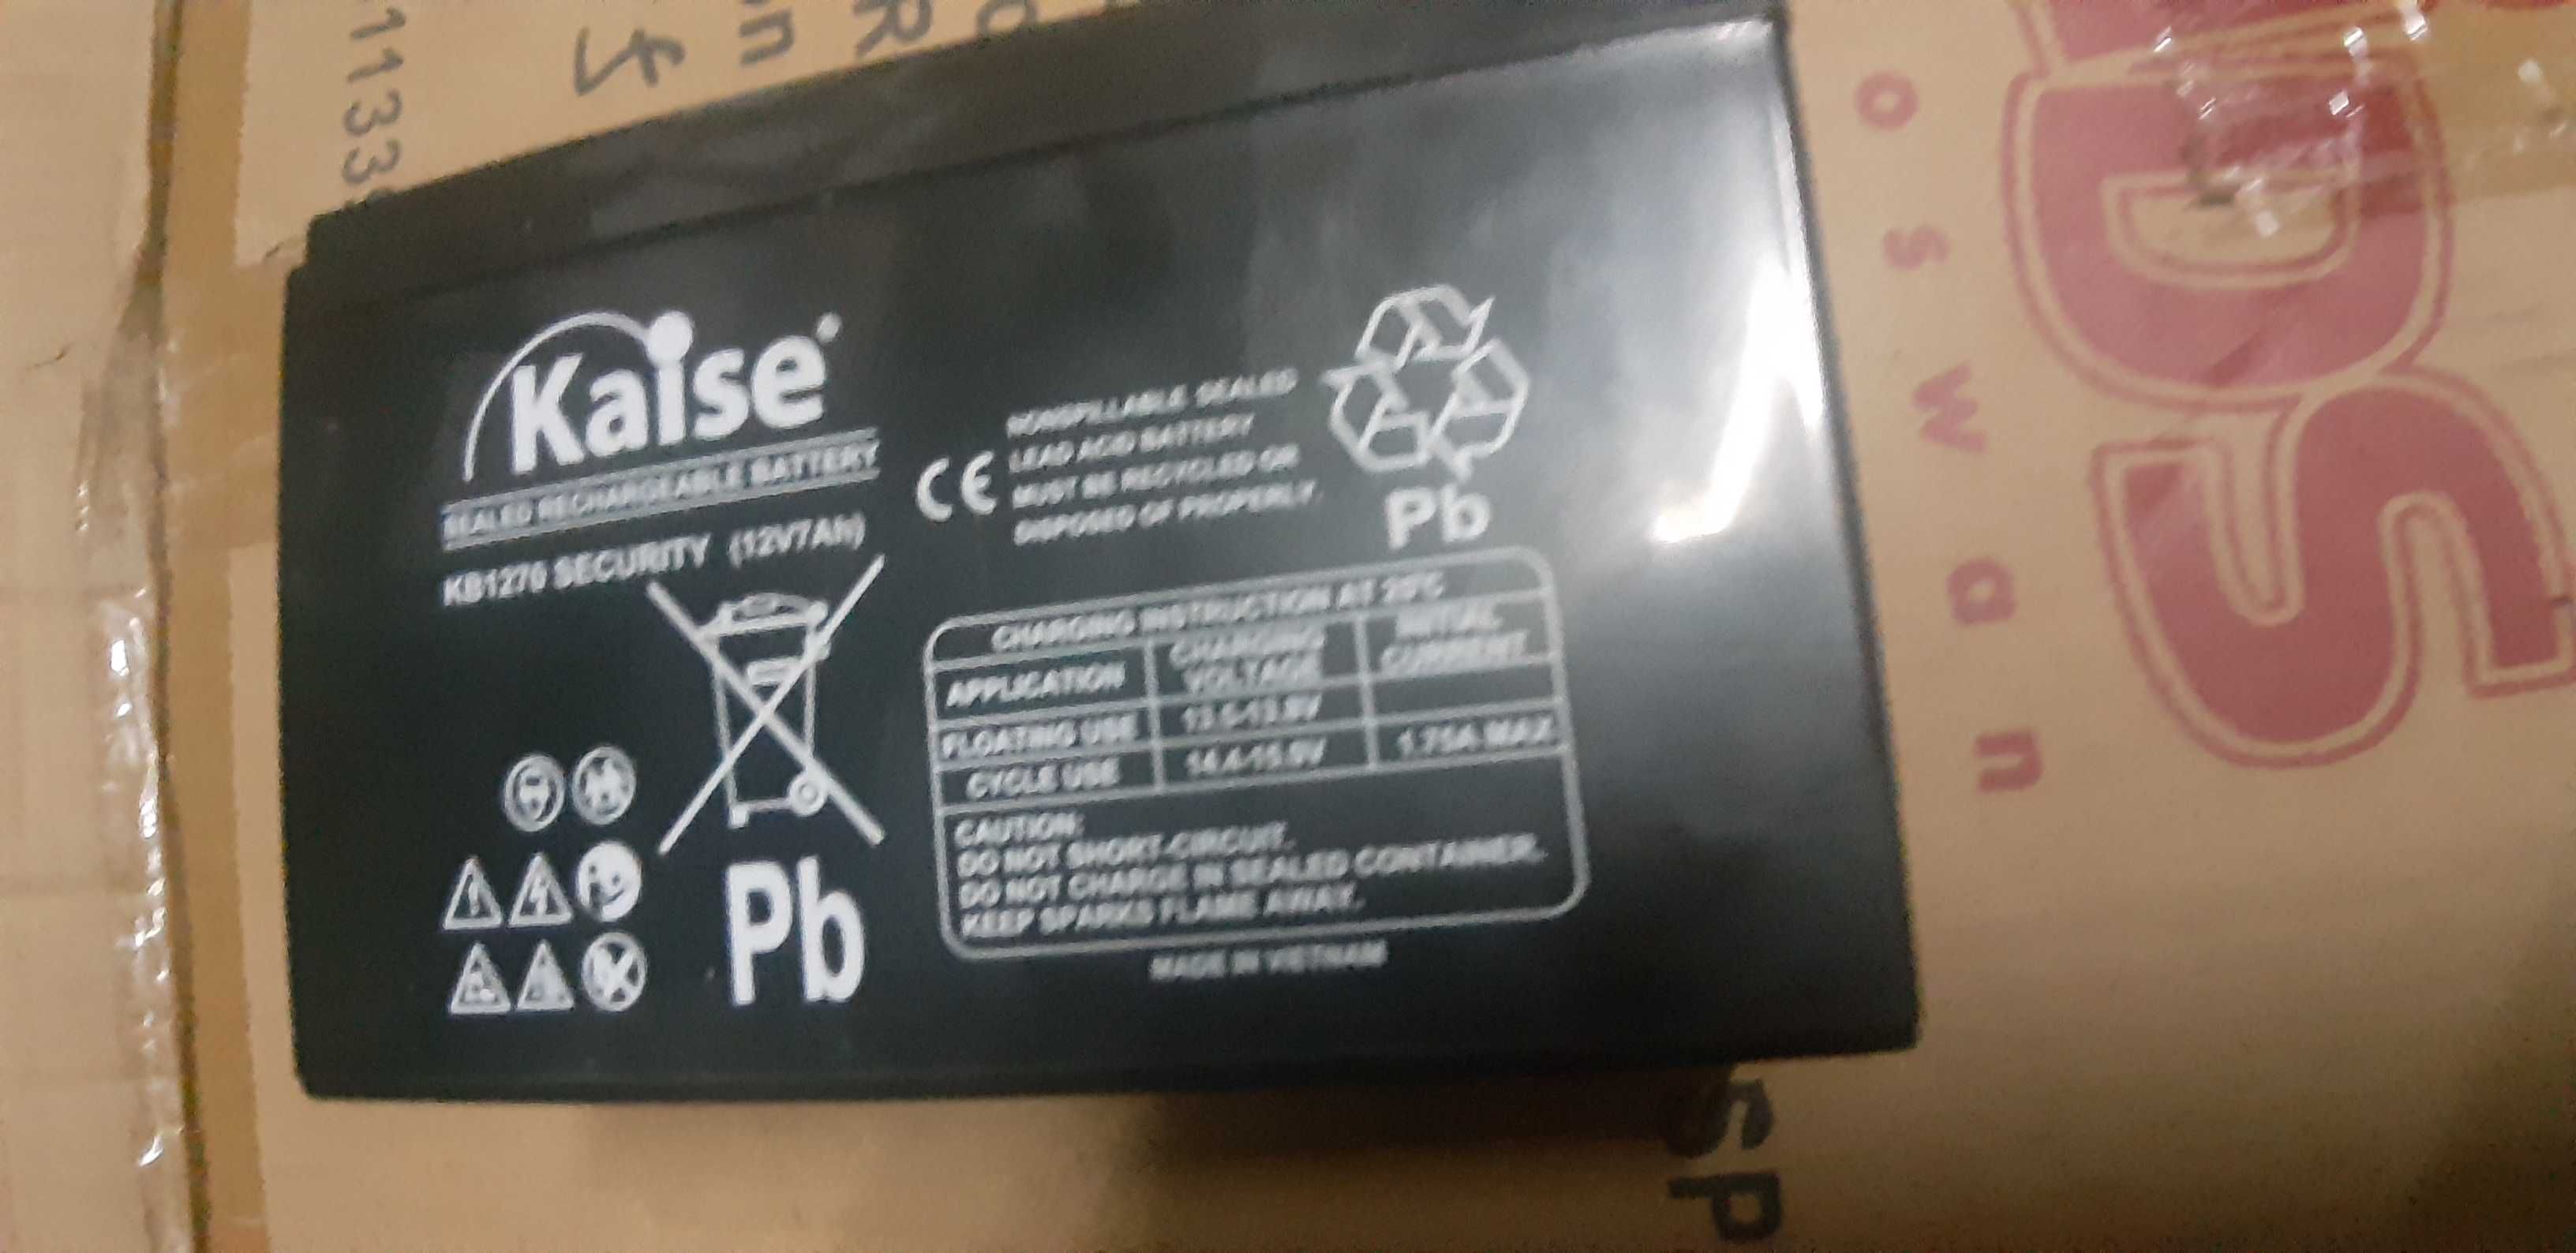 Kaise
SEALED RECHARGEABLE BATTERY
KB1270 SECURITY (12V7Ah)
CE
NONSPILLABLE SEALED
LEAD ACID BATTERY
MUST BE RECYCLED OR
DISPOSED OF PROPERLY.
Pb
Pb
CHARGING INSTRUCTION AT 25°C
APPLICATION CHARGING VOLTAGE INITIAL CURRENT
FLOATING USE 13.5-13.8V
CYCLE USE 14.4-15.0V 1.75A MAX
CAUTION:
DO NOT SHORT-CIRCUIT.
DO NOT CHARGE IN SEALED CONTAINER.
KEEP SPARKS FLAME AWAY.
MADE IN VIETNAM
DS
oswan
SP